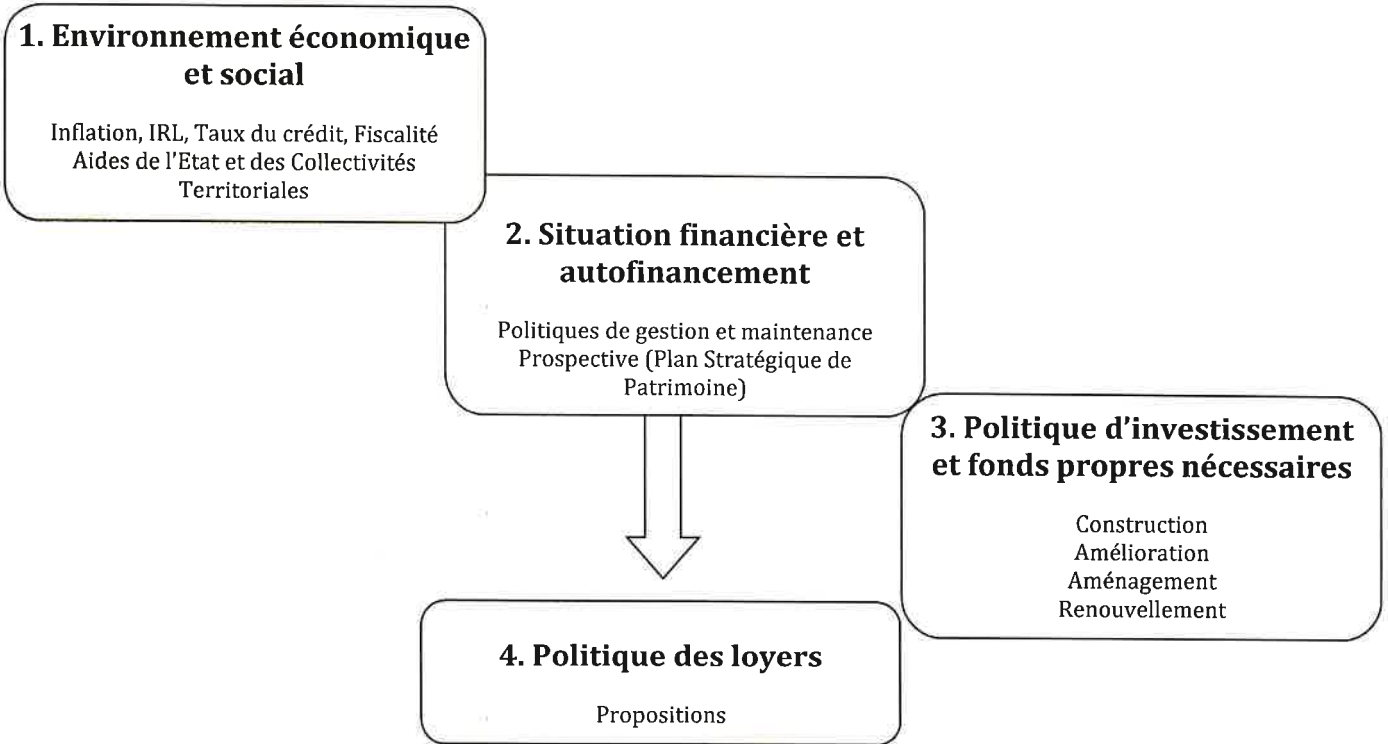 1. Environnement économique
et social
Inflation, IRL, Taux du crédit, Fiscalité
Aides de l'Etat et des Collectivités
Territoriales
2. Situation financière et
autofinancement
Politiques de gestion et maintenance
Prospective (Plan Stratégique de
Patrimoine)
3. Politique d'investissement
et fonds propres nécessaires
Construction
Amélioration
Aménagement
Renouvellement
4. Politique des loyers
Propositions